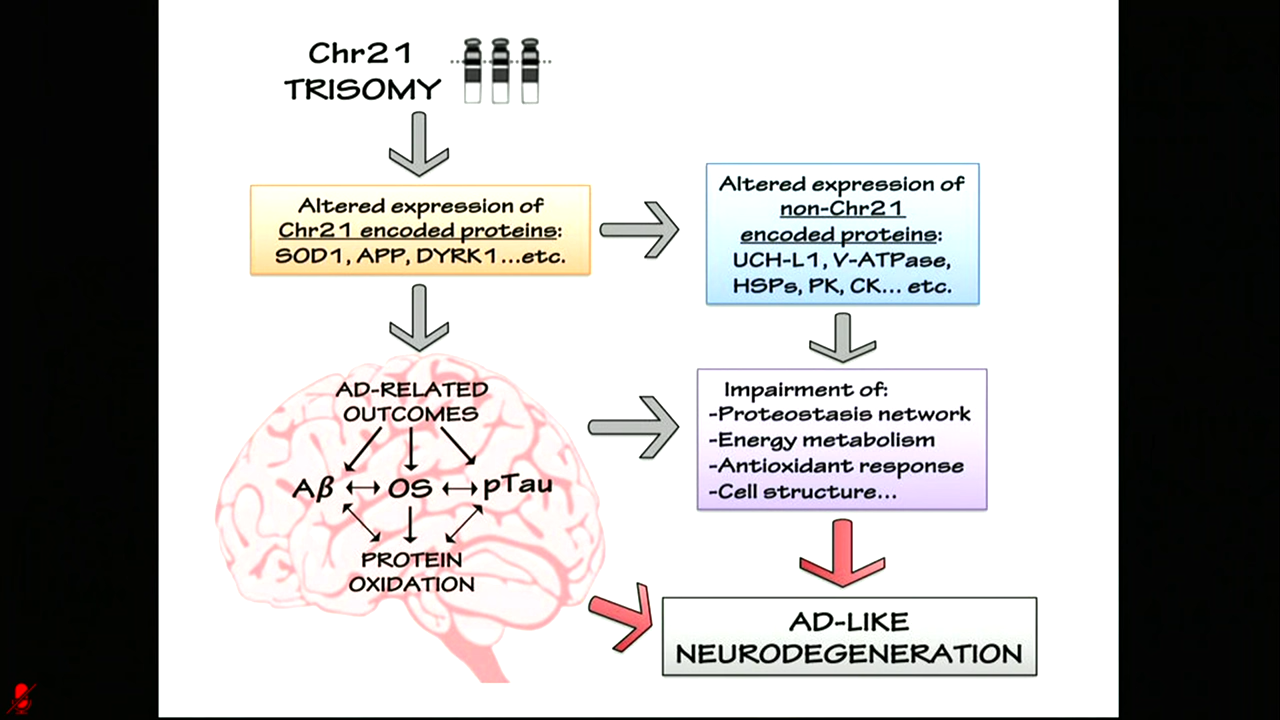 Chr21
TRISOMY
Altered expression of
Chr21 encoded proteins:
SOD1, APP, DYRK1...etc.
Altered expression of
non-Chr21
encoded proteins:
UCH-L1, V-ATPase,
HSPs, PK, CK... etc.
AD-RELATED
OUTCOMES
Aβ OS pTau
PROTEIN
OXIDATION
Impairment of:
-Proteostasis network
-Energy metabolism
-Antioxidant response
-Cell structure...
AD-LIKE
NEURODEGENERATION